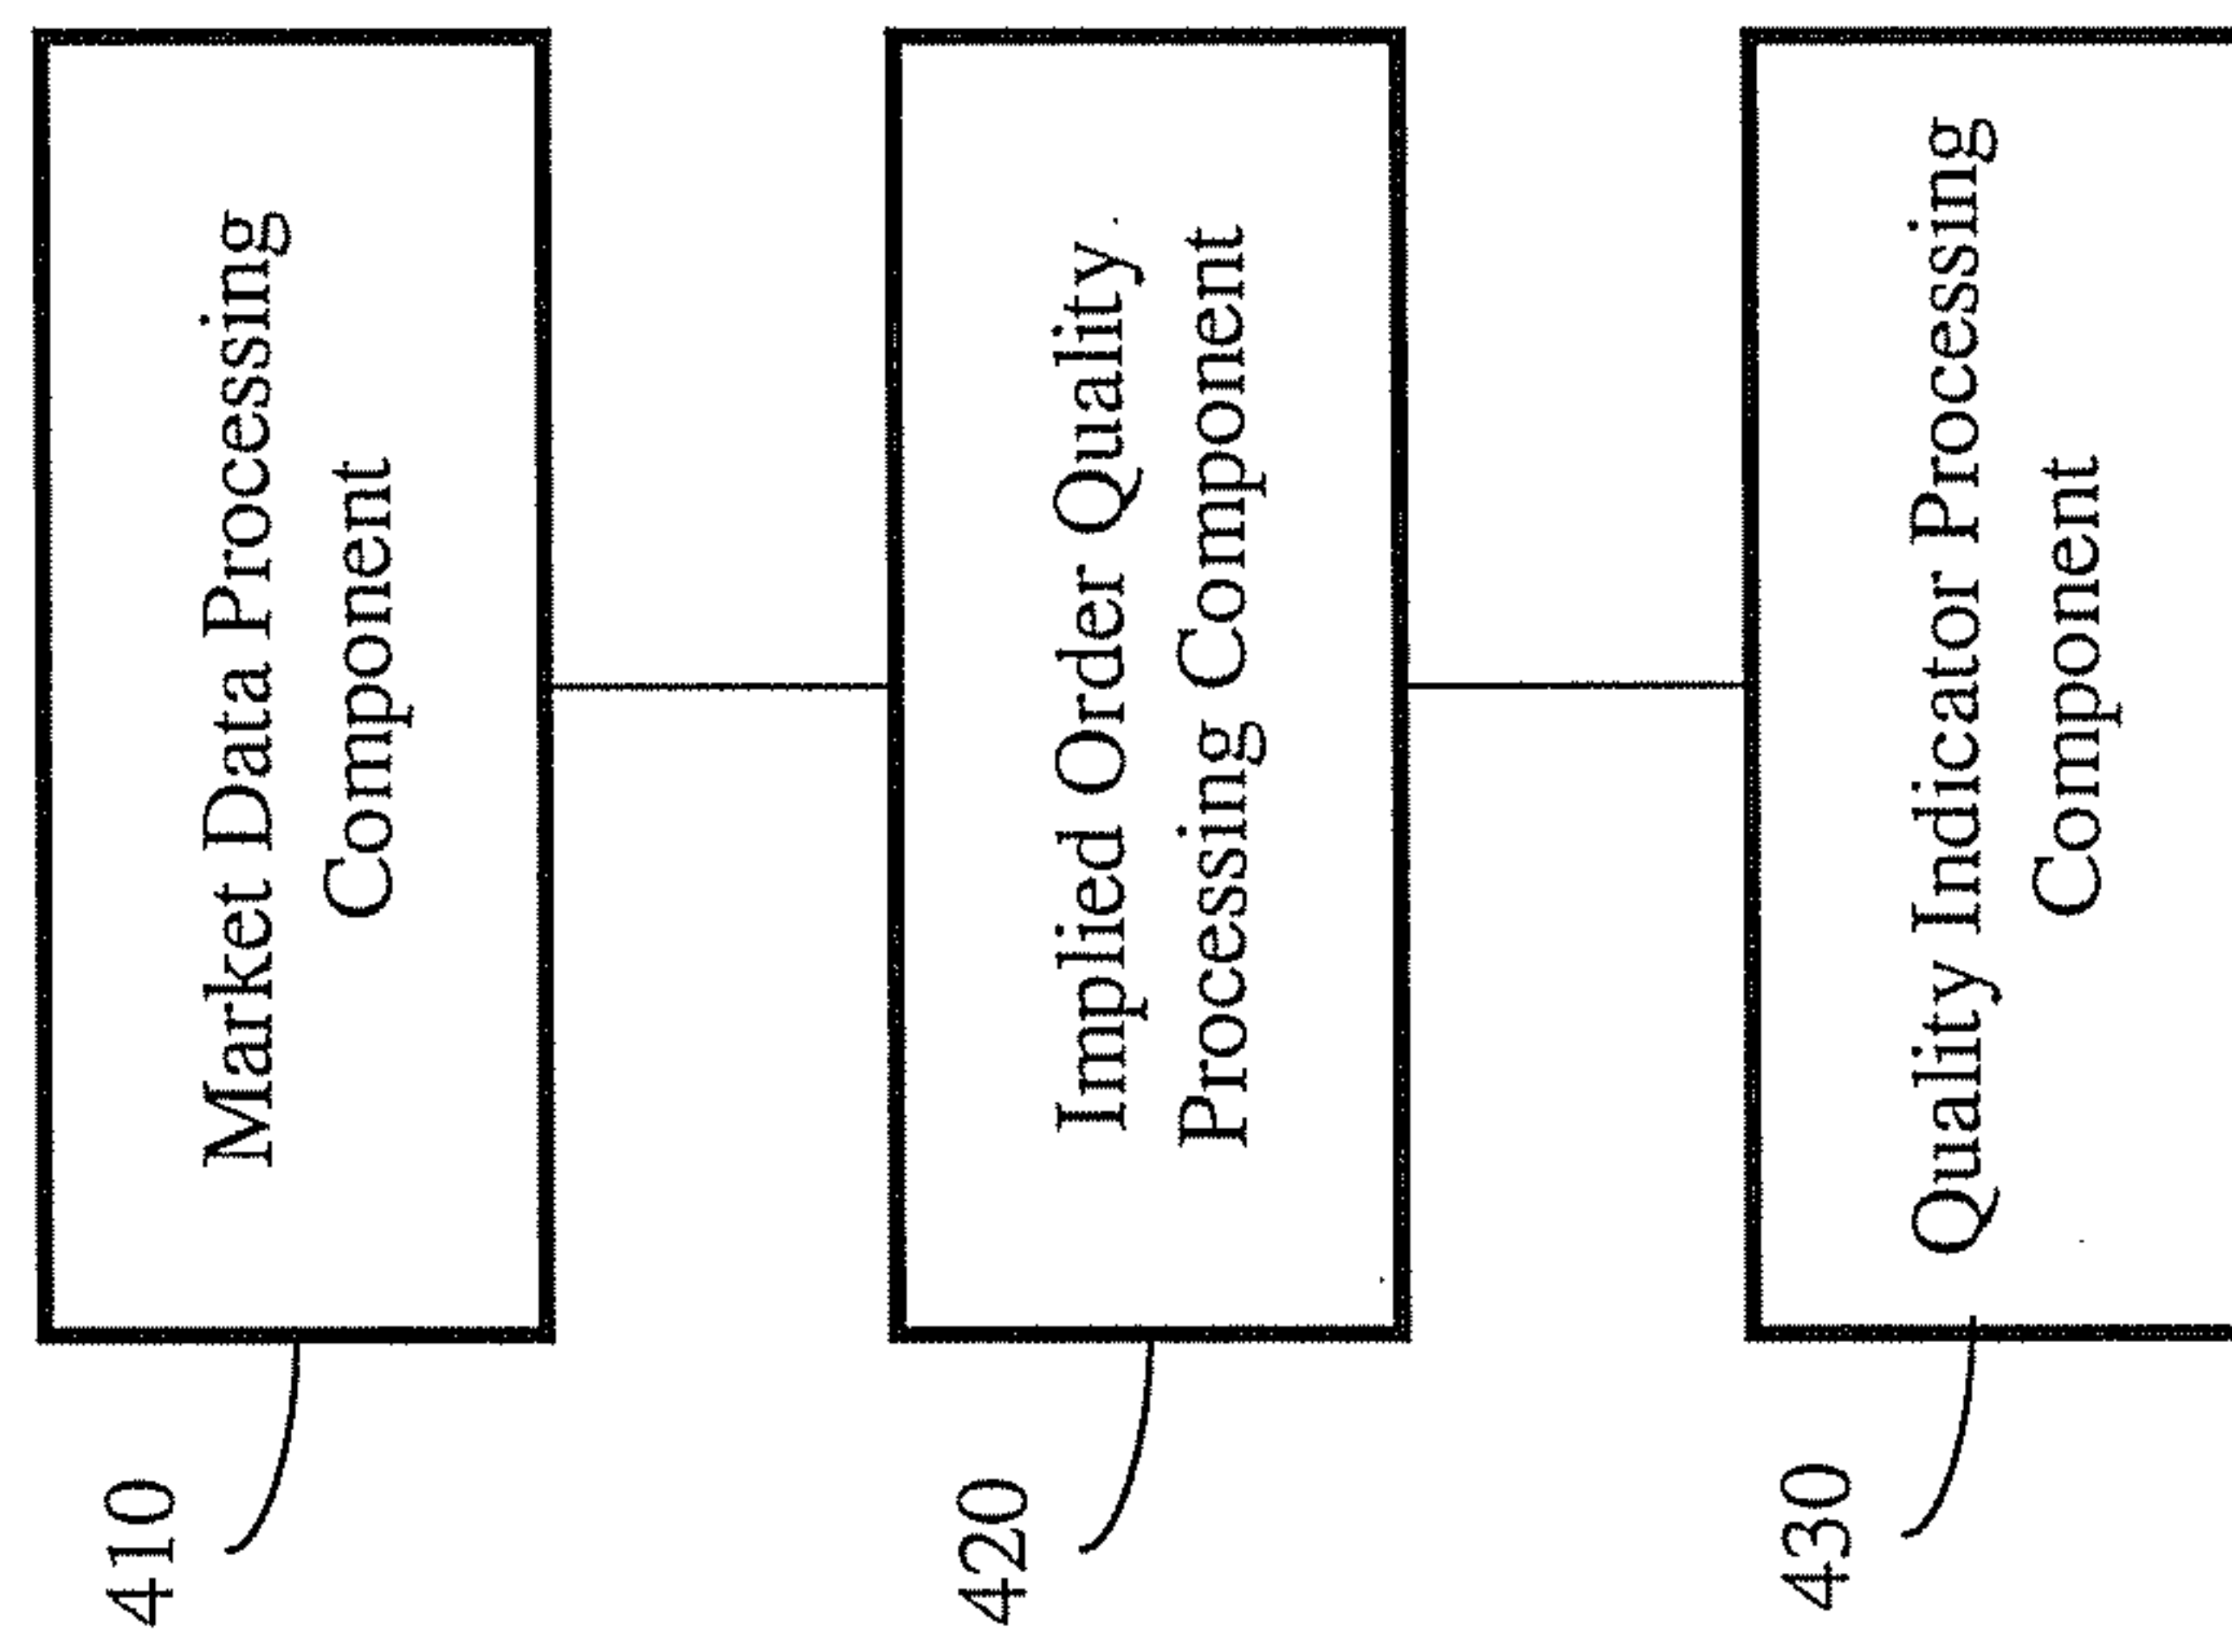 410
Market Data Processing
Component
420
Implied Order Quality
Processing Component
430
Quality Indicator Processing
Component